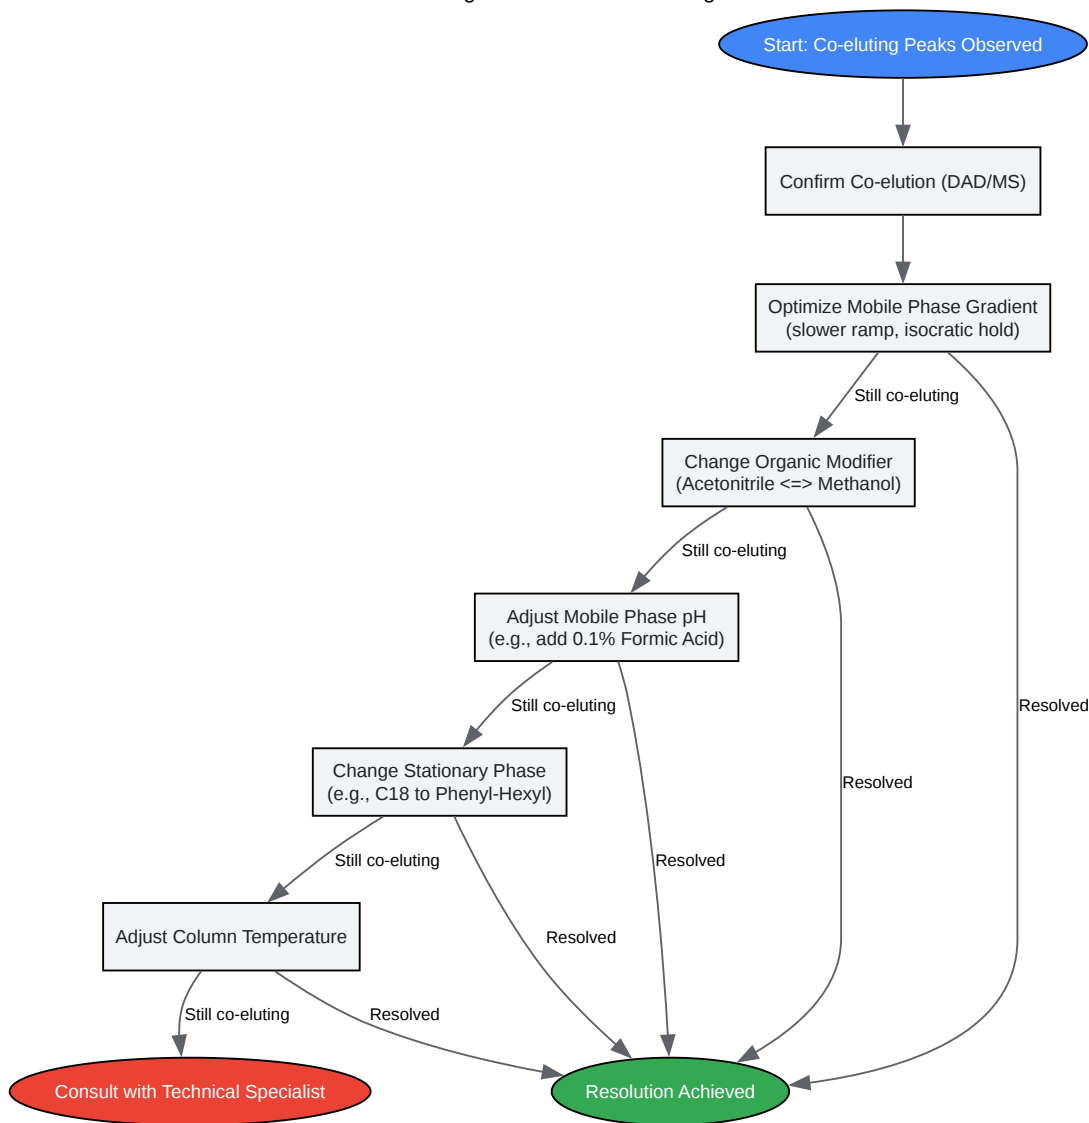 Start: Co-eluting Peaks Observed
Confirm Co-elution (DAD/MS)
Optimize Mobile Phase Gradient
(slower ramp, isocratic hold)
Still co-eluting
Change Organic Modifier
(Acetonitrile <=> Methanol)
Still co-eluting
Adjust Mobile Phase pH
(e.g., add 0.1% Formic Acid)
Still co-eluting
Resolved
Change Stationary Phase
(e.g., C18 to Phenyl-Hexyl)
Resolved
Still co-eluting
Resolved
Adjust Column Temperature
Resolved
Still co-eluting
Resolved
Consult with Technical Specialist
Resolution Achieved